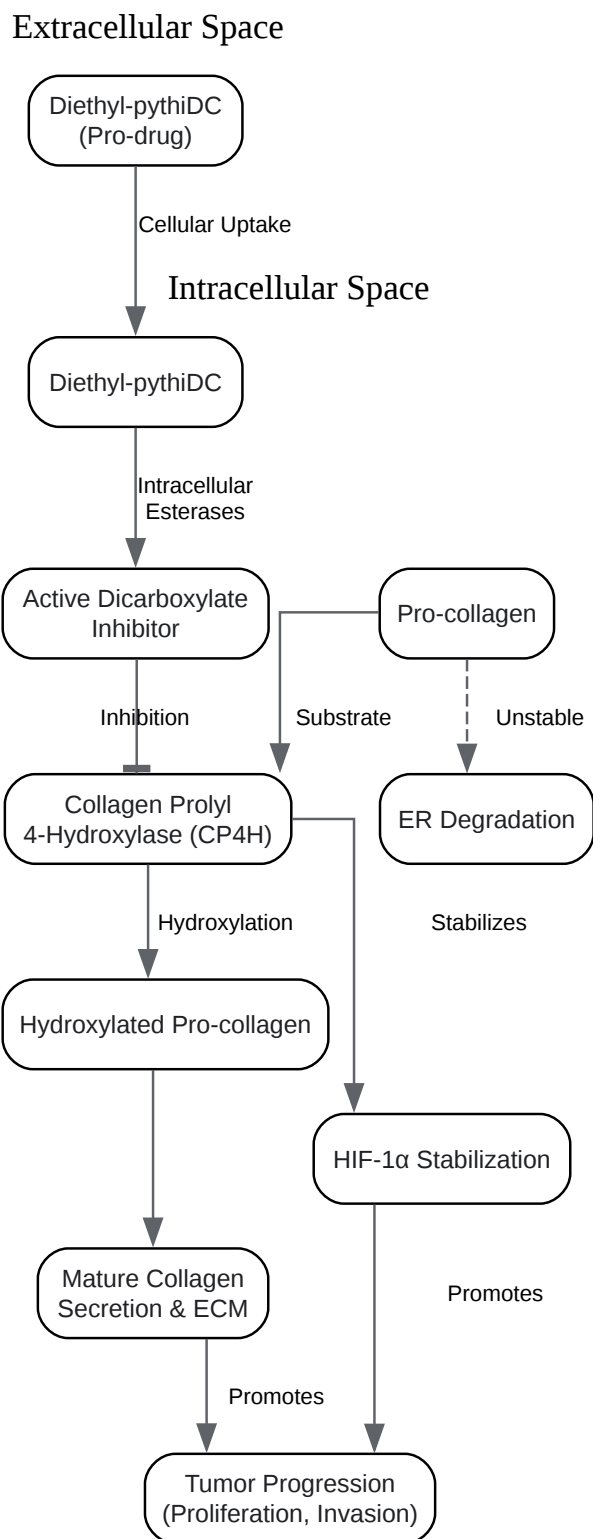 Extracellular Space
Diethyl-pythiDC
(Pro-drug)
Cellular Uptake
Intracellular Space
Diethyl-pythiDC
Intracellular
Esterases
Active Dicarboxylate
Inhibitor
Pro-collagen
Inhibition
Substrate
Unstable
Collagen Prolyl
4-Hydroxylase (CP4H)
ER Degradation
Hydroxylation
Stabilizes
Hydroxylated Pro-collagen
HIF-1α Stabilization
Mature Collagen
Secretion & ECM
Promotes
Promotes
Tumor Progression
(Proliferation, Invasion)